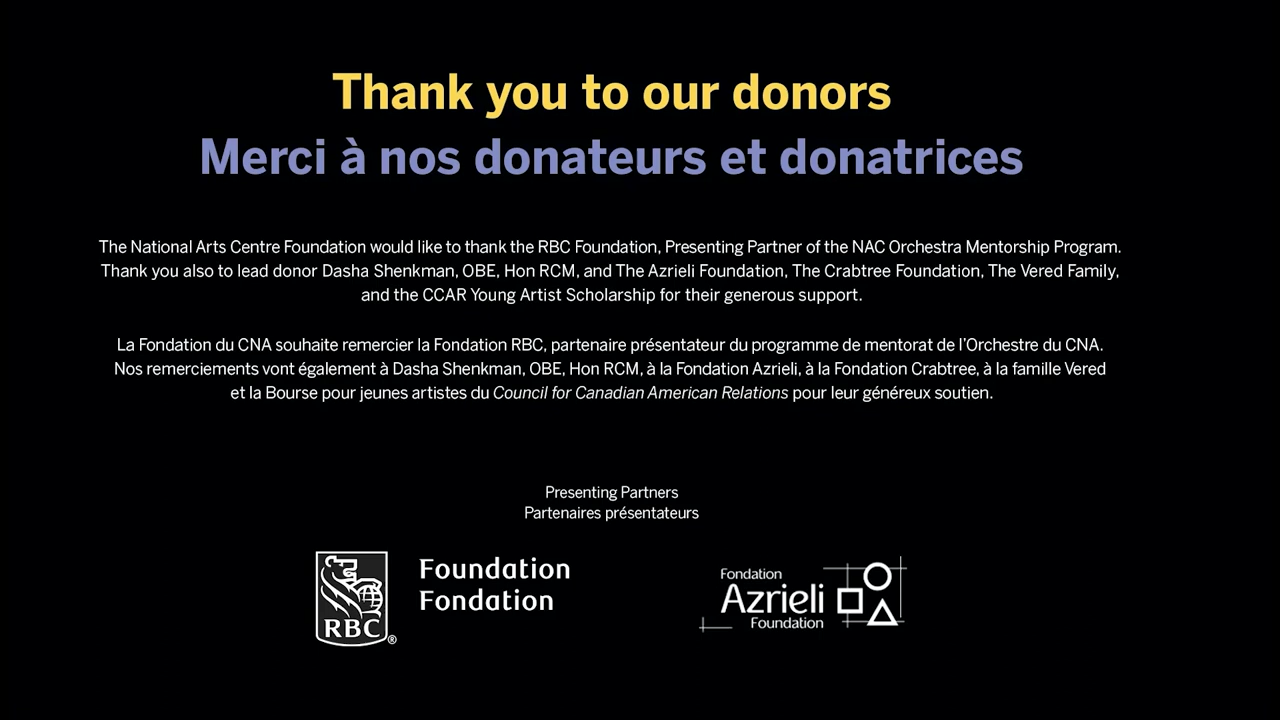 Thank you to our donors
Merci à nos donateurs et donatrices
The National Arts Centre Foundation would like to thank the RBC Foundation, Presenting Partner of the NAC Orchestra Mentorship Program.
Thank you also to lead donor Dasha Shenkman, OBE, Hon RCM, and The Azrieli Foundation, The Crabtree Foundation, The Vered Family,
and the CCAR Young Artist Scholarship for their generous support.
La Fondation du CNA souhaite remercier la Fondation RBC, partenaire présentateur du programme de mentorat de l'Orchestre du CNA.
Nos remerciements vont également à Dasha Shenkman, OBE, Hon RCM, à la Fondation Azrieli, à la Fondation Crabtree, à la famille Vered
et la Bourse pour jeunes artistes du Council for Canadian American Relations pour leur généreux soutien.
Presenting Partners
Partenaires présentateurs
RBC®
Foundation
Fondation
Fondation
Azrieli
Foundation